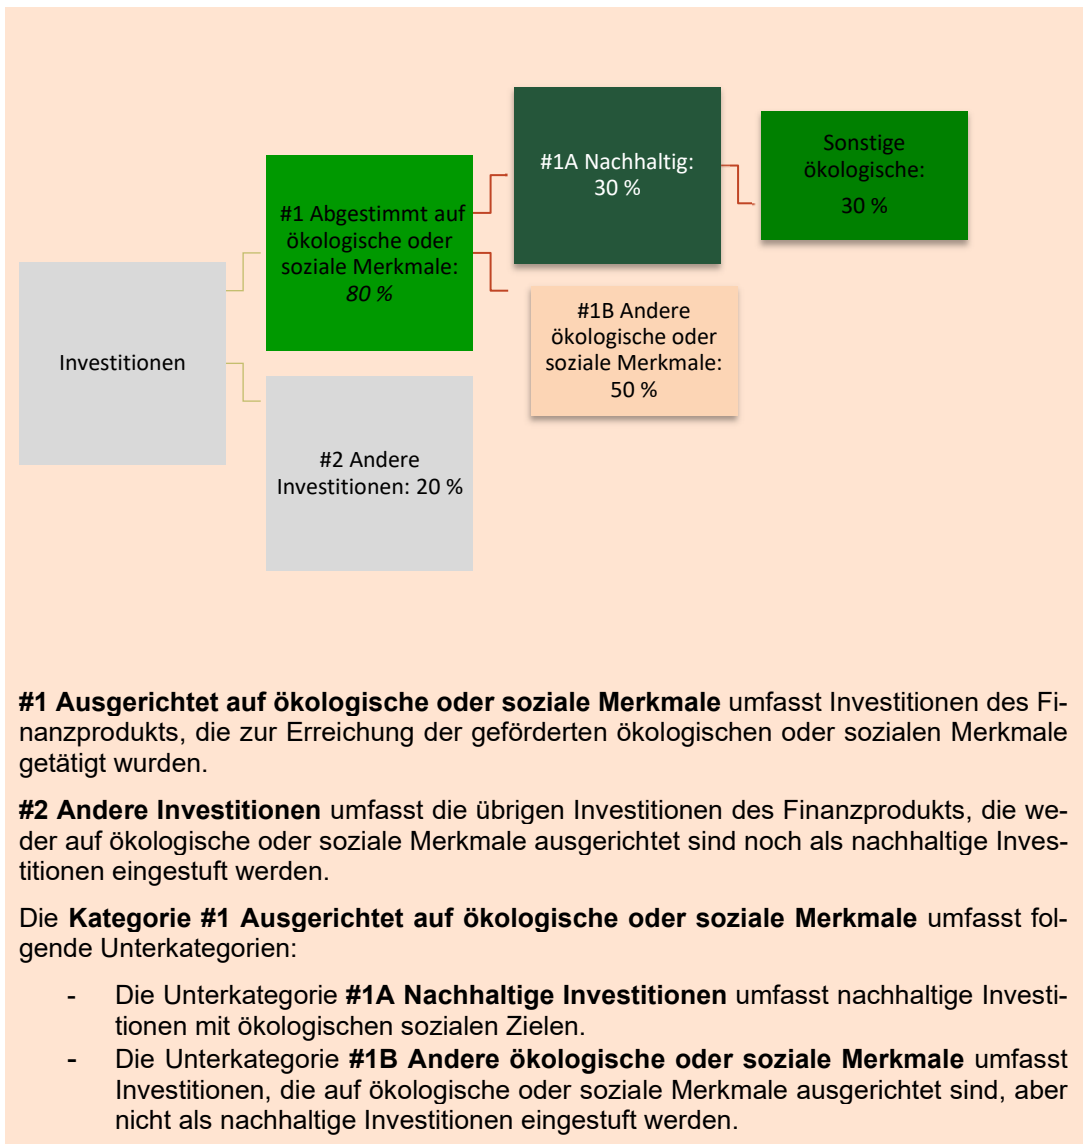 #1A Nachhaltig:
30 %
Sonstige
ökologische:
30 %
#1 Abgestimmt auf
ökologische oder
soziale Merkmale:
80 %
#1B Andere
ökologische oder
soziale Merkmale:
50 %
Investitionen
#2 Andere
Investitionen: 20 %
#1 Ausgerichtet auf ökologische oder soziale Merkmale umfasst Investitionen des Fi-
nanzprodukts, die zur Erreichung der geförderten ökologischen oder sozialen Merkmale
getätigt wurden.
#2 Andere Investitionen umfasst die übrigen Investitionen des Finanzprodukts, die we-
der auf ökologische oder soziale Merkmale ausgerichtet sind noch als nachhaltige Inves-
titionen eingestuft werden.
Die Kategorie #1 Ausgerichtet auf ökologische oder soziale Merkmale umfasst fol-
gende Unterkategorien:
- Die Unterkategorie #1A Nachhaltige Investitionen umfasst nachhaltige Investi-
tionen mit ökologischen sozialen Zielen.
- Die Unterkategorie #1B Andere ökologische oder soziale Merkmale umfasst
Investitionen, die auf ökologische oder soziale Merkmale ausgerichtet sind, aber
nicht als nachhaltige Investitionen eingestuft werden.